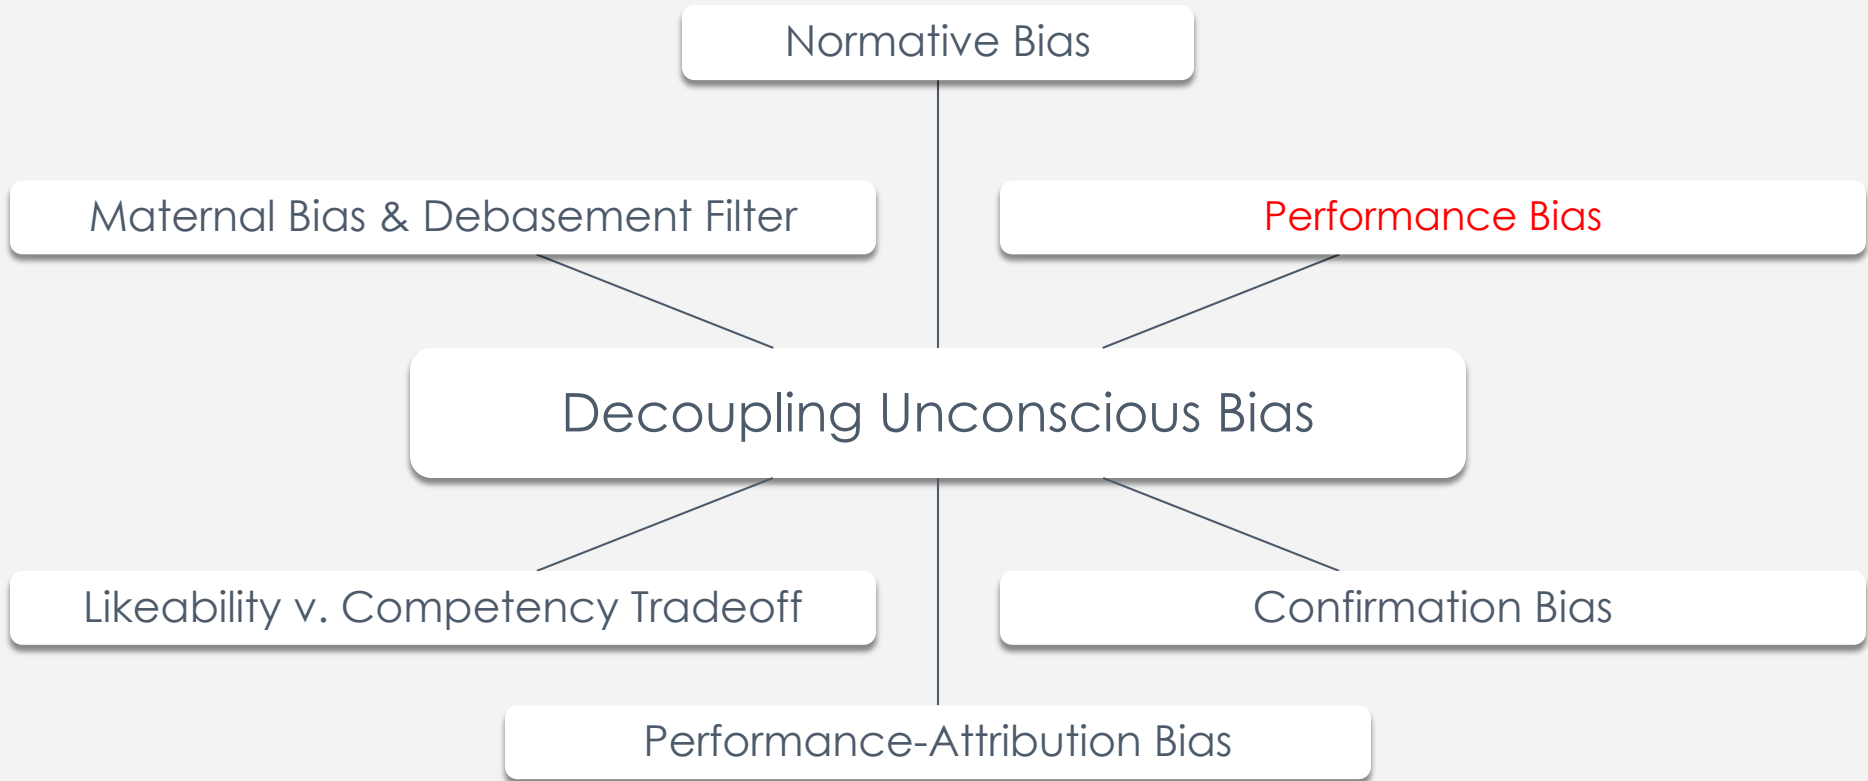 Normative Bias
Maternal Bias & Debasement Filter
Performance Bias
Decoupling Unconscious Bias
Likeability v. Competency Tradeoff
Confirmation Bias
Performance-Attribution Bias